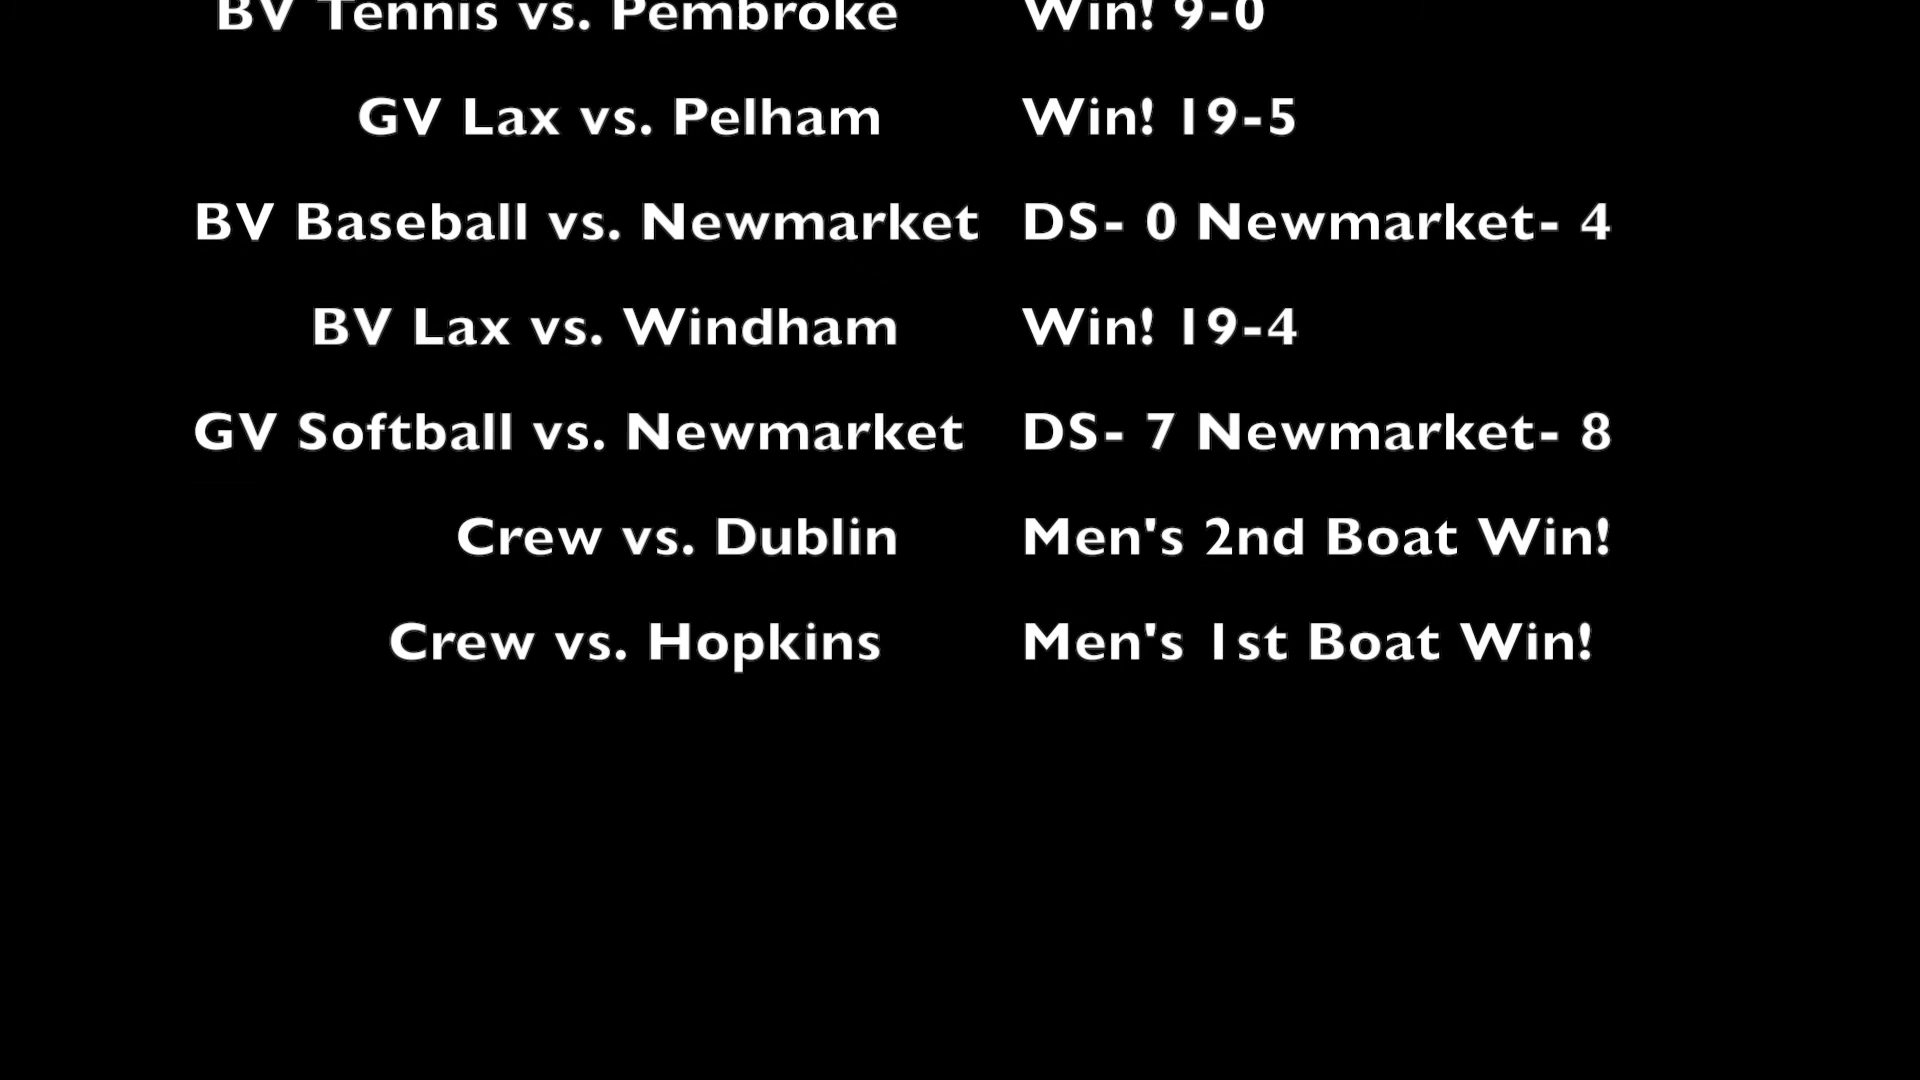 BV Tennis vs. Pembroke Win! 9-0
GV Lax vs. Pelham Win! 19-5
BV Baseball vs. Newmarket DS- 0 Newmarket- 4
BV Lax vs. Windham Win! 19-4
GV Softball vs. Newmarket DS- 7 Newmarket- 8
Crew vs. Dublin Men's 2nd Boat Win!
Crew vs. Hopkins Men's 1st Boat Win!